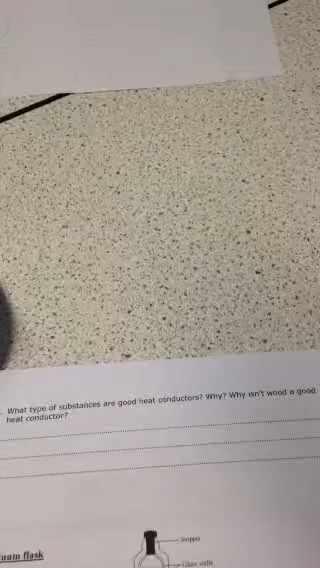 What type of substances are good heat conductors? Why? Why isn't wood a good
heat conductor?
Stopper
uum flask
Glass walls